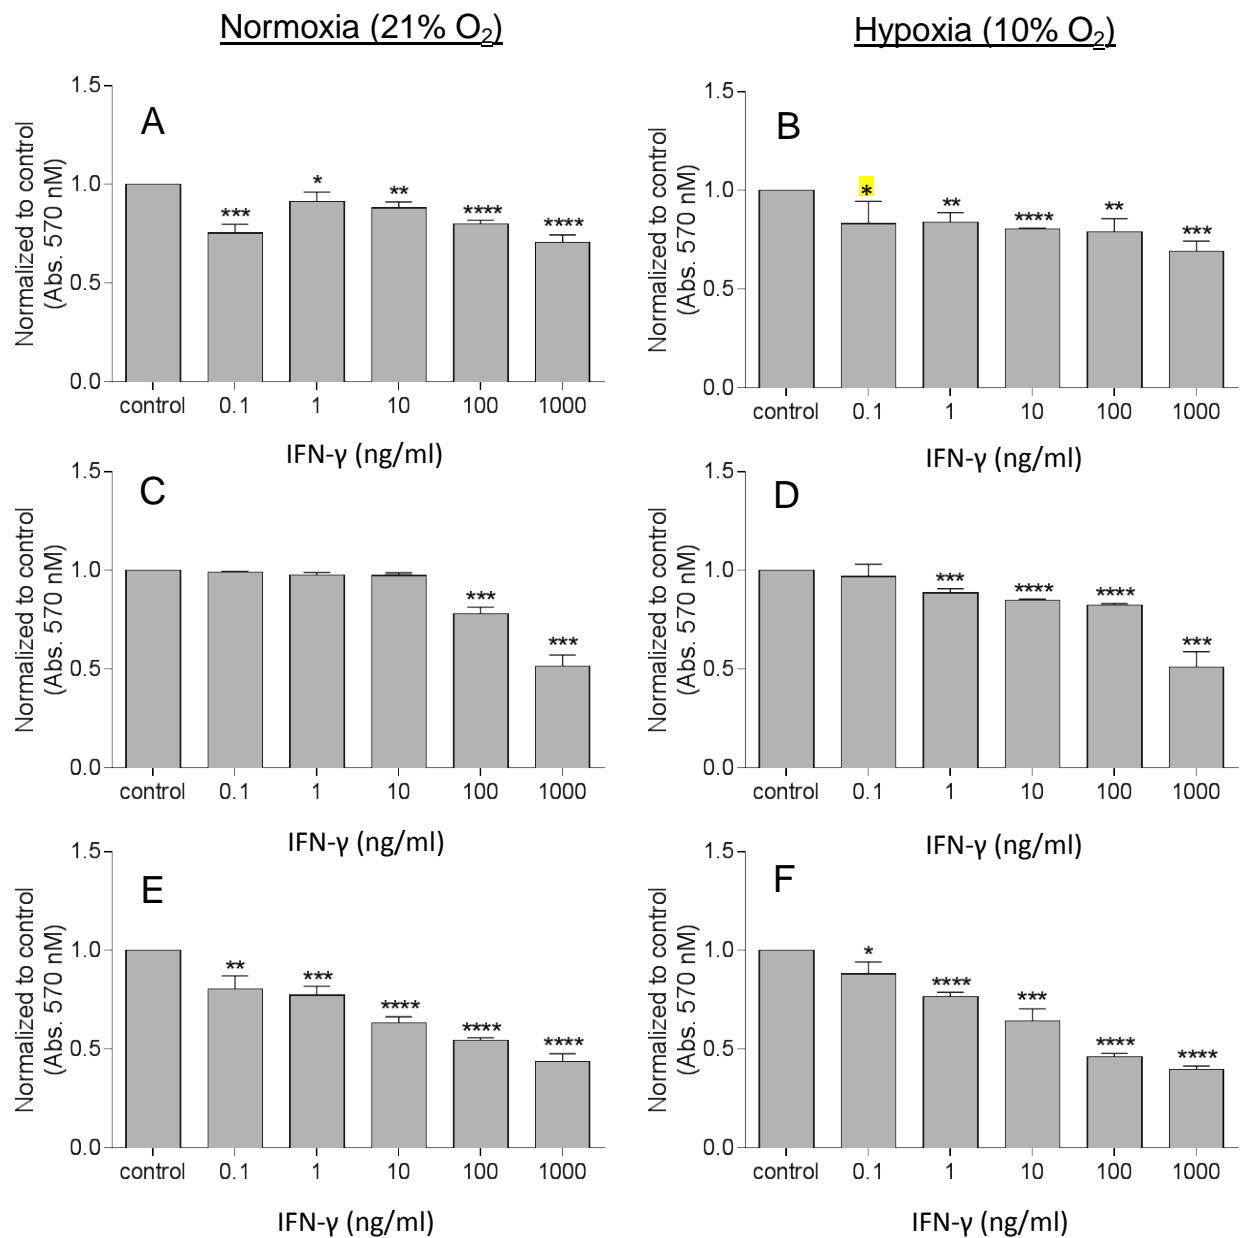 Normoxia (21% O2)
Hypoxia (10% O2)
A
Normalized to control
(Abs. 570 nM)
1.5
1.0
0.5
0.0
***
*
**
****
****
control 0.1 1 10 100 1000
IFN-γ (ng/ml)
B
Normalized to control
(Abs. 570 nM)
1.5
1.0
0.5
0.0
*
**
****
**
***
control 0.1 1 10 100 1000
IFN-γ (ng/ml)
C
Normalized to control
(Abs. 570 nM)
1.5
1.0
0.5
0.0
***
***
control 0.1 1 10 100 1000
IFN-γ (ng/ml)
D
Normalized to control
(Abs. 570 nM)
1.5
1.0
0.5
0.0
***
****
****
***
control 0.1 1 10 100 1000
IFN-γ (ng/ml)
E
Normalized to control
(Abs. 570 nM)
1.5
1.0
0.5
0.0
**
***
****
****
****
control 0.1 1 10 100 1000
IFN-γ (ng/ml)
F
Normalized to control
(Abs. 570 nM)
1.5
1.0
0.5
0.0
*
****
***
****
****
control 0.1 1 10 100 1000
IFN-γ (ng/ml)